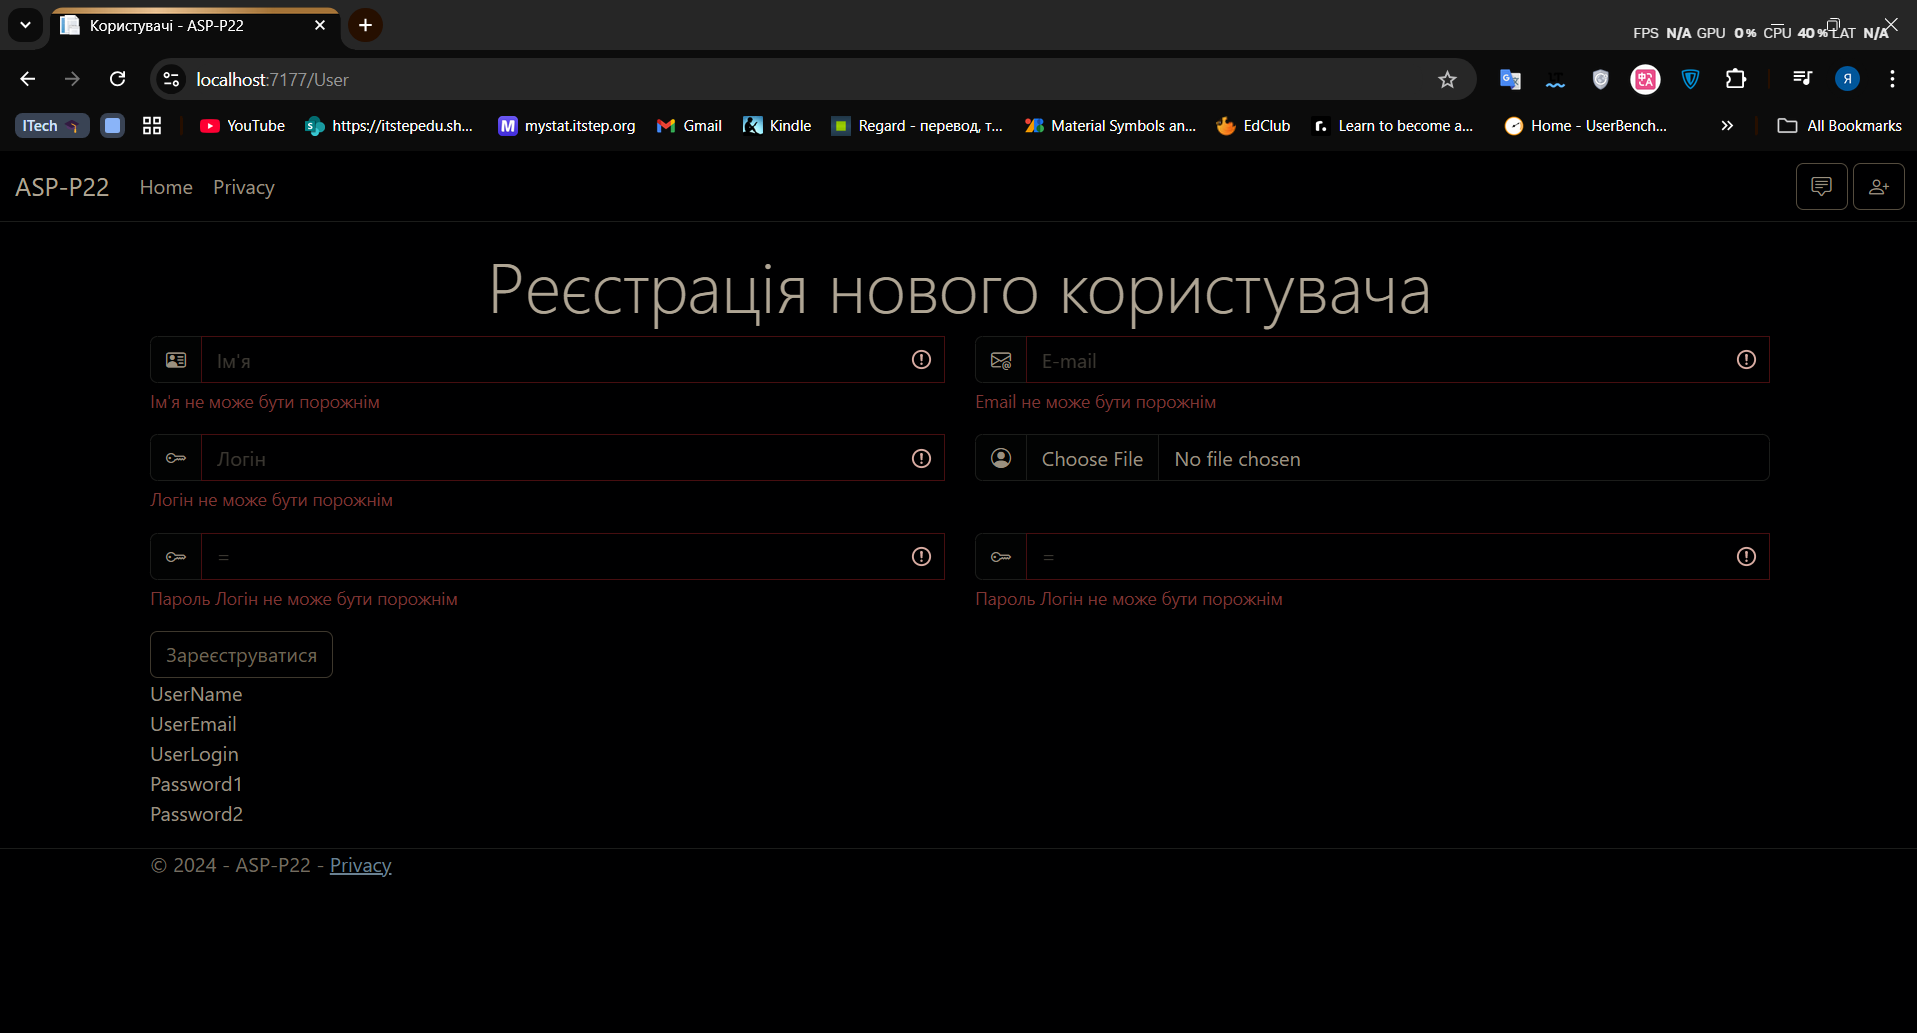 Користувачі - ASP-P22
FPS N/A GPU 0% CPU 40% LAT N/A
localhost:7177/User
Я
ITech
YouTube
https://itstepedu.sh...
mystat.itstep.org
Gmail
Kindle
Regard - перевод, т...
Material Symbols an...
EdClub
Learn to become a...
Home - UserBench...
All Bookmarks
ASP-P22
Home
Privacy
Реєстрація нового користувача
Ім'я
E-mail
Ім'я не може бути порожнім
Email не може бути порожнім
Логін
Choose File
No file chosen
Логін не може бути порожнім
=
=
Пароль Логін не може бути порожнім
Пароль Логін не може бути порожнім
Зареєструватися
UserName
UserEmail
UserLogin
Password1
Password2
© 2024 - ASP-P22 - Privacy